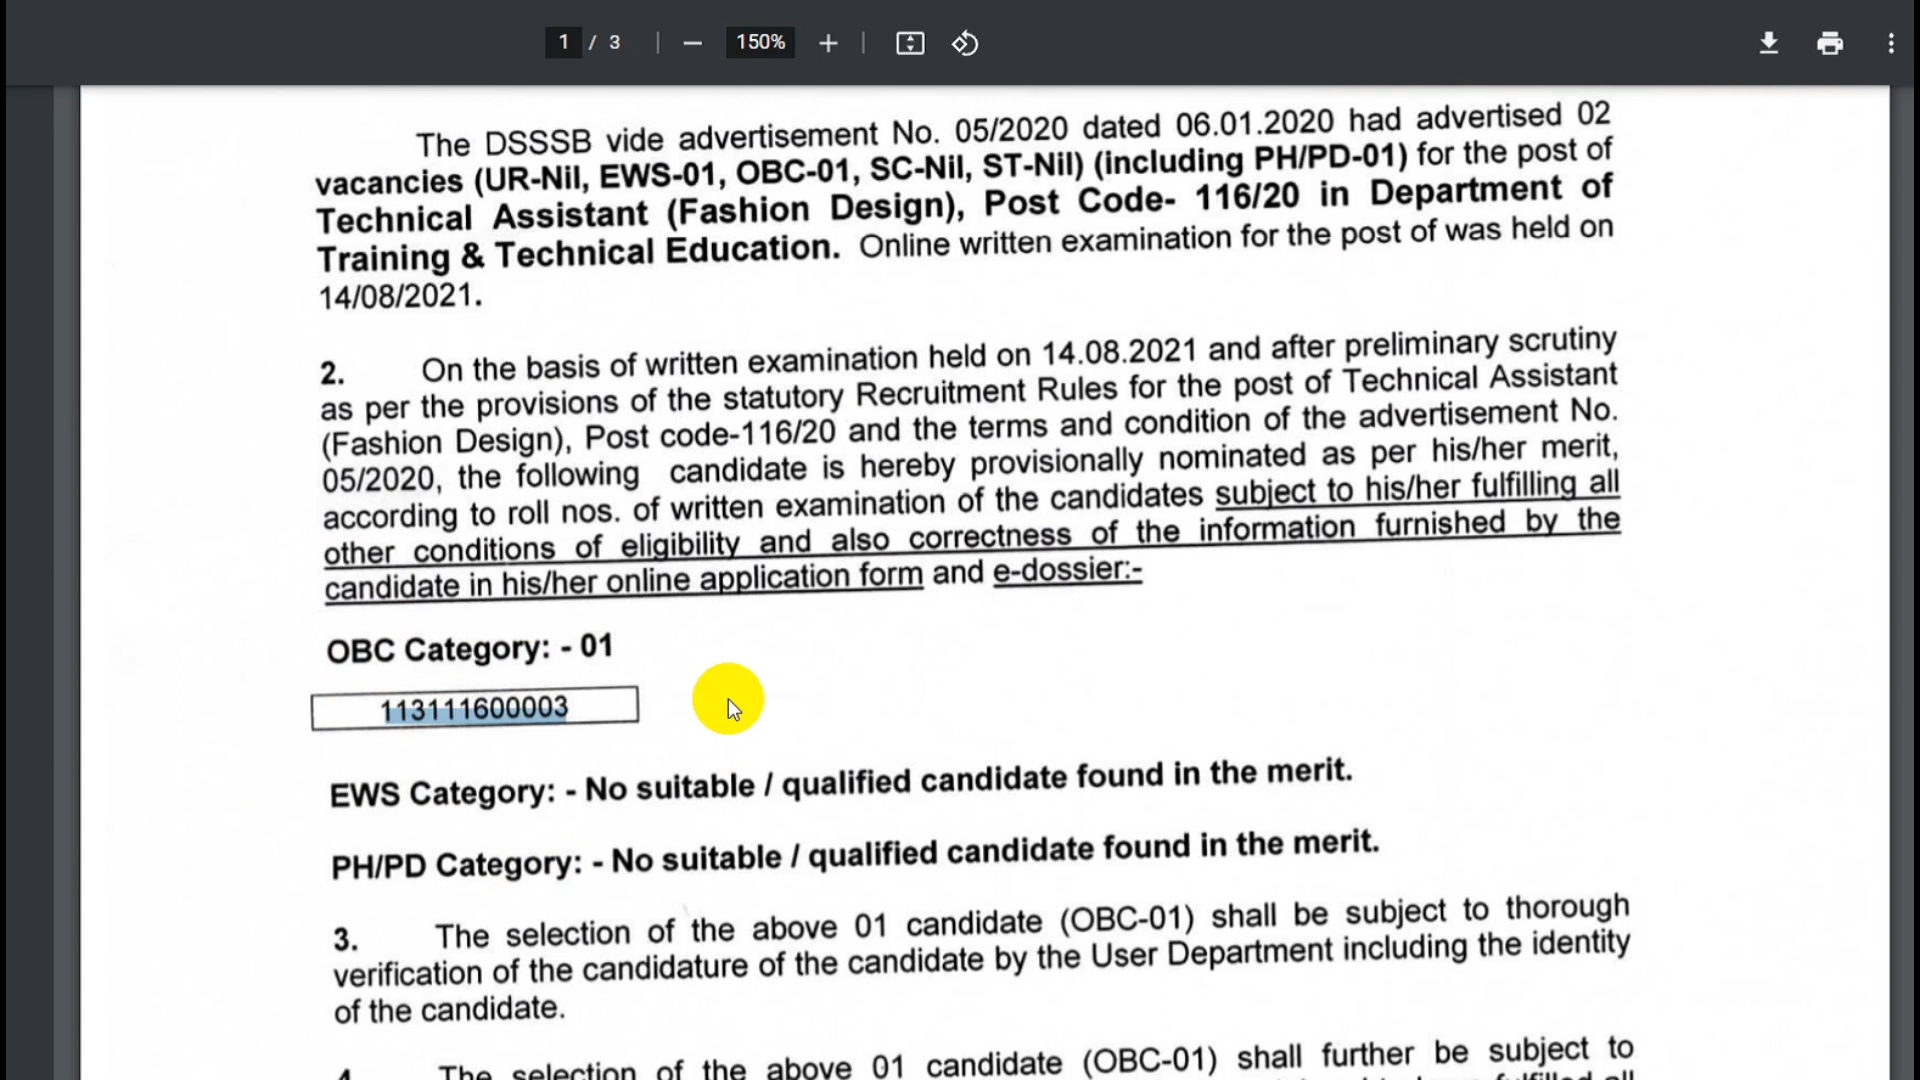 1 / 3 150%
The DSSSB vide advertisement No. 05/2020 dated 06.01.2020 had advertised 02
vacancies (UR-Nil, EWS-01, OBC-01, SC-Nil, ST-Nil) (including PH/PD-01) for the post of
Technical Assistant (Fashion Design), Post Code- 116/20 in Department of
Training & Technical Education. Online written examination for the post of was held on
14/08/2021.
2. On the basis of written examination held on 14.08.2021 and after preliminary scrutiny
as per the provisions of the statutory Recruitment Rules for the post of Technical Assistant
(Fashion Design), Post code-116/20 and the terms and condition of the advertisement No.
05/2020, the following candidate is hereby provisionally nominated as per his/her merit,
according to roll nos. of written examination of the candidates subject to his/her fulfilling all
other conditions of eligibility and also correctness of the information furnished by the
candidate in his/her online application form and e-dossier:-
OBC Category: - 01
113111600003
EWS Category: - No suitable / qualified candidate found in the merit.
PH/PD Category: - No suitable / qualified candidate found in the merit.
3. The selection of the above 01 candidate (OBC-01) shall be subject to thorough
verification of the candidature of the candidate by the User Department including the identity
of the candidate.
4. The selection of the above 01 candidate (OBC-01) shall further be subject to